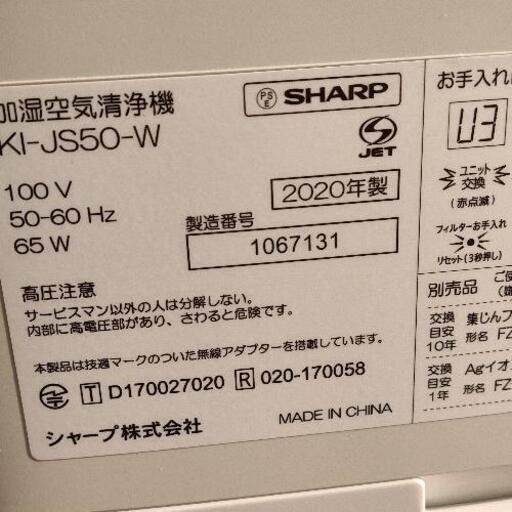 加湿空気清浄機
KI-JS50-W
PS E SHARP
JET
100 V
50-60 Hz
65 W
2020年製
製造番号
1067131
高圧注意
サービスマン以外の人は分解しない。
内部に高電圧部があり、さわると危険です。
本製品は技適マークのついた無線アダプターを搭載しています。
T D170027020 R 020-170058
シャープ株式会社
MADE IN CHINA
お手入れ
U3
ユニット
交換
(赤点滅)
フィルターお手入れ
リセット(3秒押し)
別売品
交換
目安
10年
集じんフ
形名 FZ
交換
目安
1年
Agイオン
形名 FZ